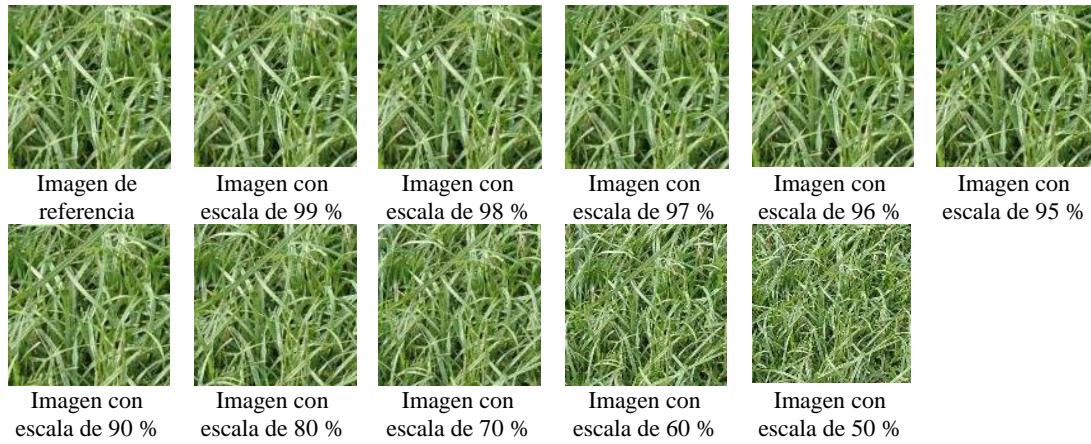 Imagen de
referencia
Imagen con
escala de 99 %
Imagen con
escala de 98 %
Imagen con
escala de 97 %
Imagen con
escala de 96 %
Imagen con
escala de 95 %
Imagen con
escala de 90 %
Imagen con
escala de 80 %
Imagen con
escala de 70 %
Imagen con
escala de 60 %
Imagen con
escala de 50 %